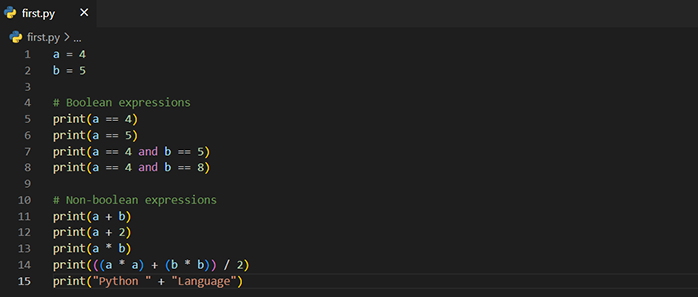 first.py ×
first.py > ...
1 a = 4
2 b = 5
3
4 # Boolean expressions
5 print(a == 4)
6 print(a == 5)
7 print(a == 4 and b == 5)
8 print(a == 4 and b == 8)
9
10 # Non-boolean expressions
11 print(a + b)
12 print(a + 2)
13 print(a * b)
14 print(((a * a) + (b * b)) / 2)
15 print("Python " + "Language")